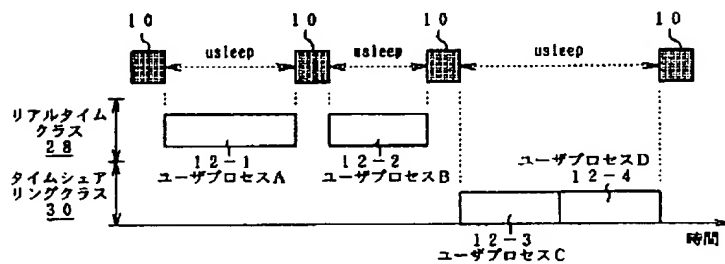 10
10
10
10
usleep
usleep
usleep
リアルタイム
クラス
28
12-1
ユーザプロセスA
12-2
ユーザプロセスB
ユーザプロセスD
12-4
タイムシェア
リングクラス
30
12-3
ユーザプロセスC
時間